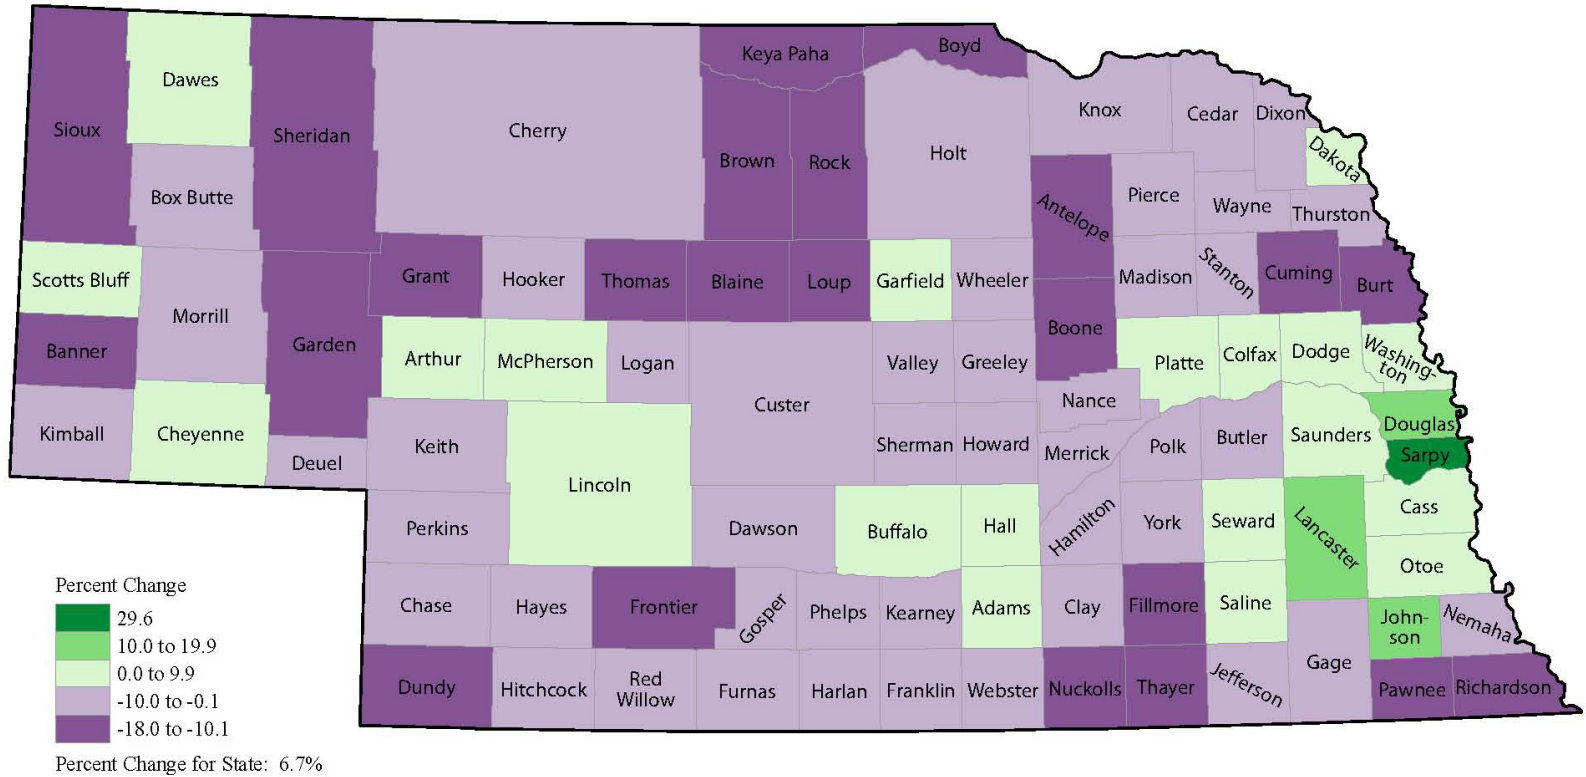 Keya Paha
Boyd
Dawes
Sioux
Sheridan
Cherry
Knox
Cedar
Dixon
Brown
Rock
Holt
Dakota
Box Butte
Pierce
Antelope
Wayne
Thurston
Scotts Bluff
Grant
Hooker
Thomas
Blaine
Loup
Garfield
Wheeler
Madison
Stanton
Cuming
Burt
Morrill
Banner
Garden
Boone
Arthur
McPherson
Logan
Valley
Greeley
Platte
Colfax
Dodge
Washing-
ton
Custer
Nance
Kimball
Cheyenne
Deuel
Keith
Sherman
Howard
Merrick
Polk
Butler
Saunders
Douglas
Sarpy
Lincoln
Perkins
Dawson
Buffalo
Hall
Hamilton
York
Seward
Lancaster
Cass
Otoe
Chase
Hayes
Frontier
Gosper
Phelps
Kearney
Adams
Clay
Fillmore
Saline
John-
son
Nemaha
Dundy
Hitchcock
Red
Willow
Furnas
Harlan
Franklin
Webster
Nuckolls
Thayer
Jefferson
Gage
Pawnee
Richardson
Percent Change
29.6
10.0 to 19.9
0.0 to 9.9
-10.0 to -0.1
-18.0 to -10.1
Percent Change for State: 6.7%